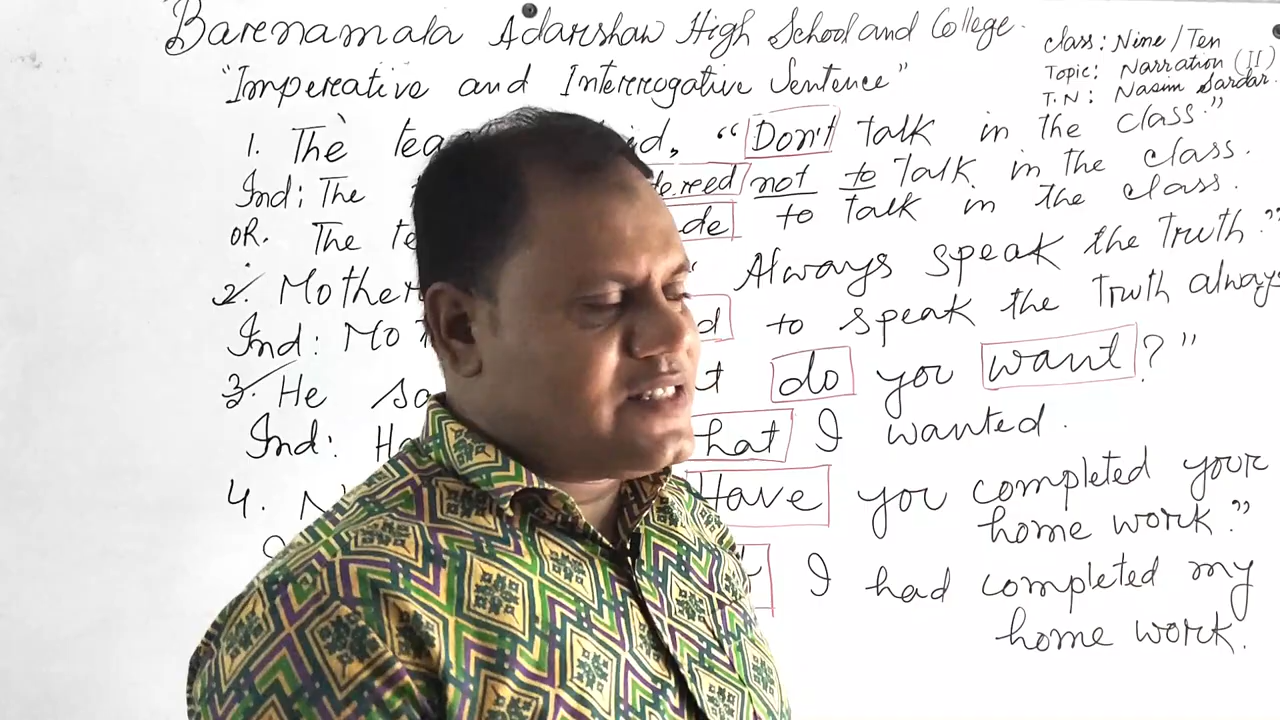 Barenamala Adarshaw High School and College.
class: Nine/Ten
Topic: Narration (II)
T.N: Nasim Sardar.
"Imperative and Interrogative Sentence"
1. The "Don't talk in the class."
Ind: The not to talk in the class.
OR. The to talk in the class.
2. Mother "Always speak the truth."
Ind: to speak the truth always
3. He do you want?"
Ind: I wanted.
4. Have you completed your
home work."
I had completed my
home work.